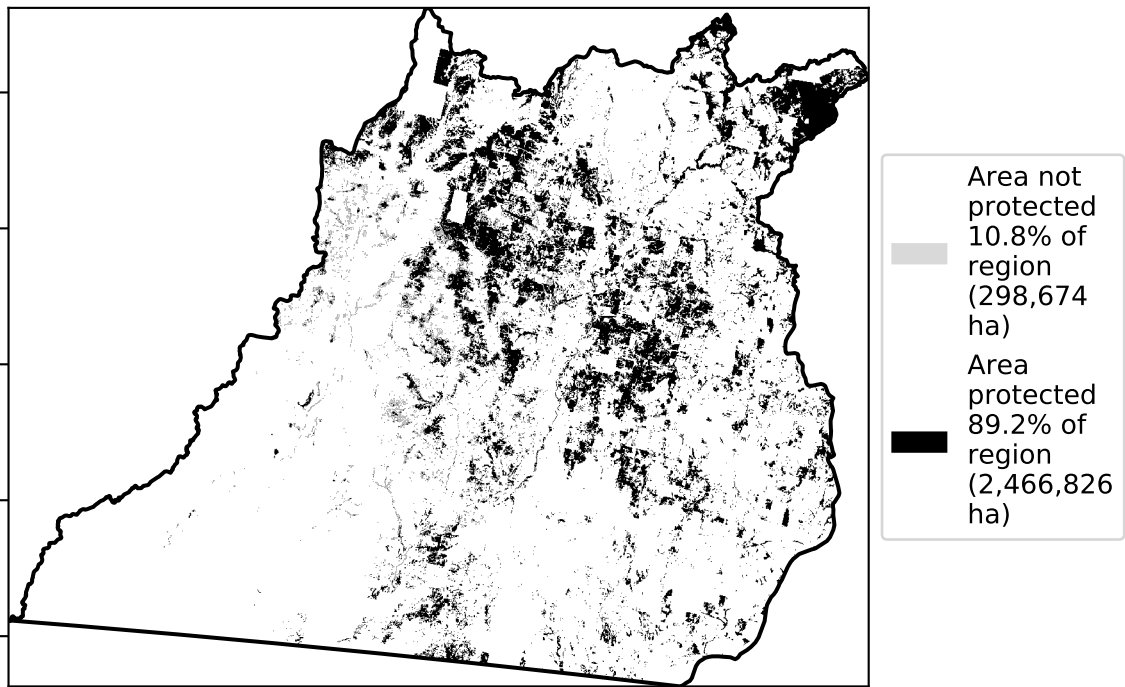 Area not
protected
10.8% of
region
(298,674
ha)
Area
protected
89.2% of
region
(2,466,826
ha)